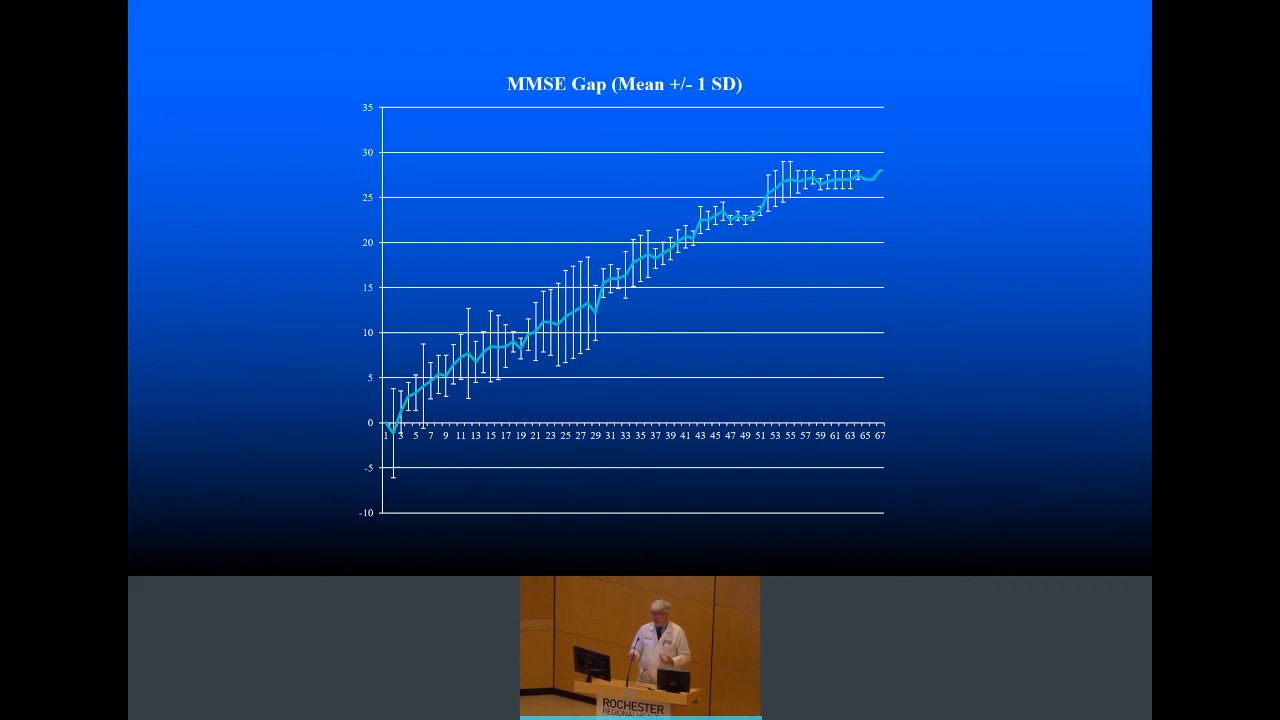 MMSE Gap (Mean +/- 1 SD)
35
30
25
20
15
10
5
0
1 3 5 7 9 11 13 15 17 19 21 23 25 27 29 31 33 35 37 39 41 43 45 47 49 51 53 55 57 59 61 63 65 67
-5
-10
ROCHESTER
REGIONAL HEALTH